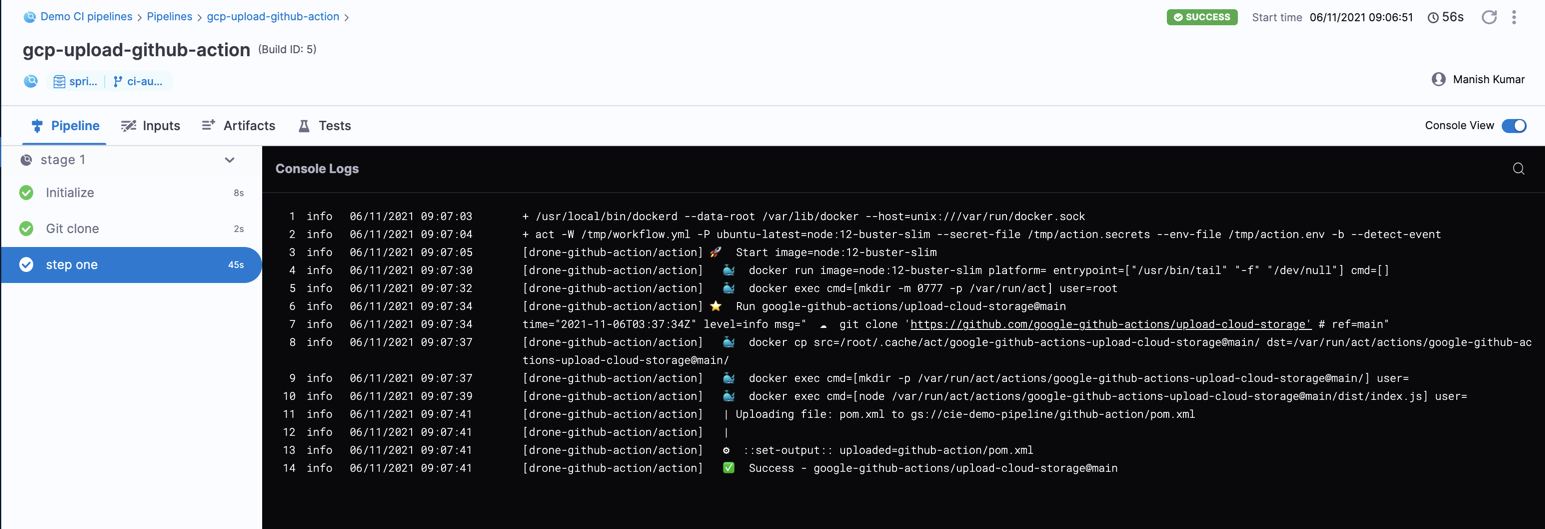 Demo CI pipelines > Pipelines > gcp-upload-github-action >
SUCCESS Start time 06/11/2021 09:06:51 56s
gcp-upload-github-action (Build ID: 5)
spri... ci-au...
Manish Kumar
Pipeline Inputs Artifacts Tests
Console View
stage 1
Initialize 8s
Git clone 2s
step one 45s
Console Logs
1 info 06/11/2021 09:07:03 + /usr/local/bin/dockerd --data-root /var/lib/docker --host=unix:///var/run/docker.sock
2 info 06/11/2021 09:07:04 + act -W /tmp/workflow.yml -P ubuntu-latest=node:12-buster-slim --secret-file /tmp/action.secrets --env-file /tmp/action.env -b --detect-event
3 info 06/11/2021 09:07:05 [drone-github-action/action] 🚀 Start image=node:12-buster-slim
4 info 06/11/2021 09:07:30 [drone-github-action/action] 🐳 docker run image=node:12-buster-slim platform= entrypoint=["/usr/bin/tail" "-f" "/dev/null"] cmd=[]
5 info 06/11/2021 09:07:32 [drone-github-action/action] 🐳 docker exec cmd=[mkdir -m 0777 -p /var/run/act] user=root
6 info 06/11/2021 09:07:34 [drone-github-action/action] ⭐ Run google-github-actions/upload-cloud-storage@main
7 info 06/11/2021 09:07:34 time="2021-11-06T03:37:34Z" level=info msg=" ☁ git clone 'https://github.com/google-github-actions/upload-cloud-storage' # ref=main"
8 info 06/11/2021 09:07:37 [drone-github-action/action] 🐳 docker cp src=/root/.cache/act/google-github-actions-upload-cloud-storage@main/ dst=/var/run/act/actions/google-github-ac
tions-upload-cloud-storage@main/
9 info 06/11/2021 09:07:37 [drone-github-action/action] 🐳 docker exec cmd=[mkdir -p /var/run/act/actions/google-github-actions-upload-cloud-storage@main/] user=
10 info 06/11/2021 09:07:39 [drone-github-action/action] 🐳 docker exec cmd=[node /var/run/act/actions/google-github-actions-upload-cloud-storage@main/dist/index.js] user=
11 info 06/11/2021 09:07:41 [drone-github-action/action] | Uploading file: pom.xml to gs://cie-demo-pipeline/github-action/pom.xml
12 info 06/11/2021 09:07:41 [drone-github-action/action] |
13 info 06/11/2021 09:07:41 [drone-github-action/action] ⚙ ::set-output:: uploaded=github-action/pom.xml
14 info 06/11/2021 09:07:41 [drone-github-action/action] ✅ Success - google-github-actions/upload-cloud-storage@main